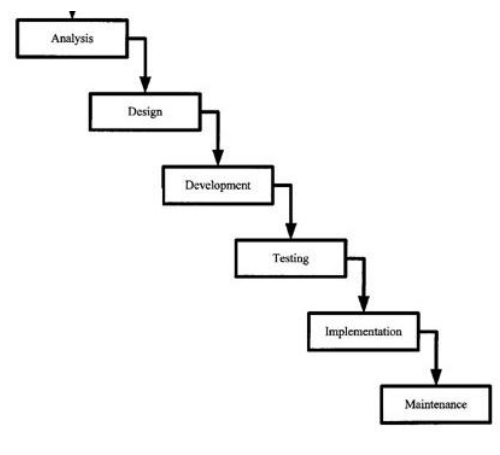 Analysis
Design
Development
Testing
Implementation
Maintenance